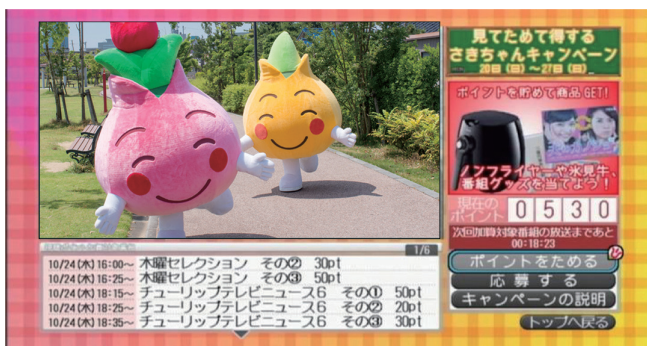 見てためて得する
さきちゃんキャンペーン
20日(日)～27日(日)
ポイントを貯めて商品GET!
ノンフライヤーや氷見牛、
番組グッズを当てよう!
現在の
ポイント 0530
次回加算対象番組の放送まであと
00:18:23
ポイントをためる
応募する
キャンペーンの説明
トップへ戻る
1/6
10/24(木)16:00～ 木曜セレクション その② 30pt
10/24(木)16:25～ 木曜セレクション その③ 50pt
10/24(木)18:15～ チューリップテレビニュース6 その① 50pt
10/24(木)18:25～ チューリップテレビニュース6 その② 20pt
10/24(木)18:35～ チューリップテレビニュース6 その③ 30pt